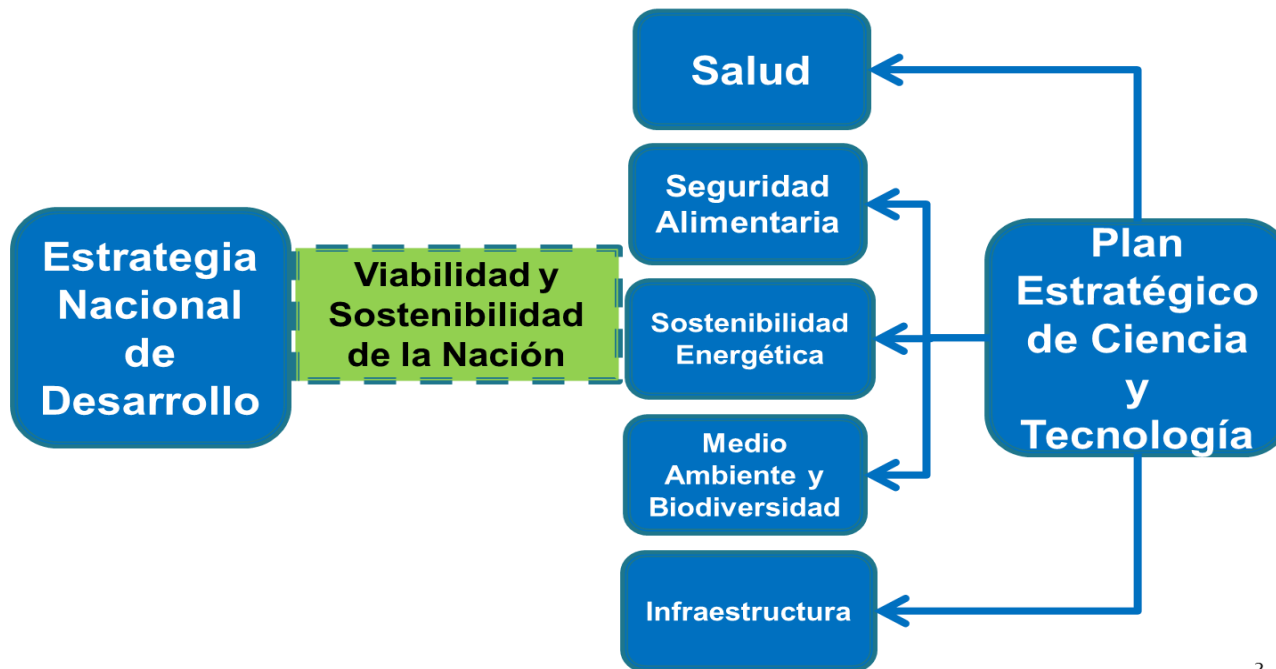 Salud
Seguridad
Alimentaria
Estrategia
Nacional
de
Desarrollo
Viabilidad y
Sostenibilidad
de la Nación
Sostenibilidad
Energética
Plan
Estratégico
de Ciencia
y
Tecnología
Medio
Ambiente y
Biodiversidad
Infraestructura